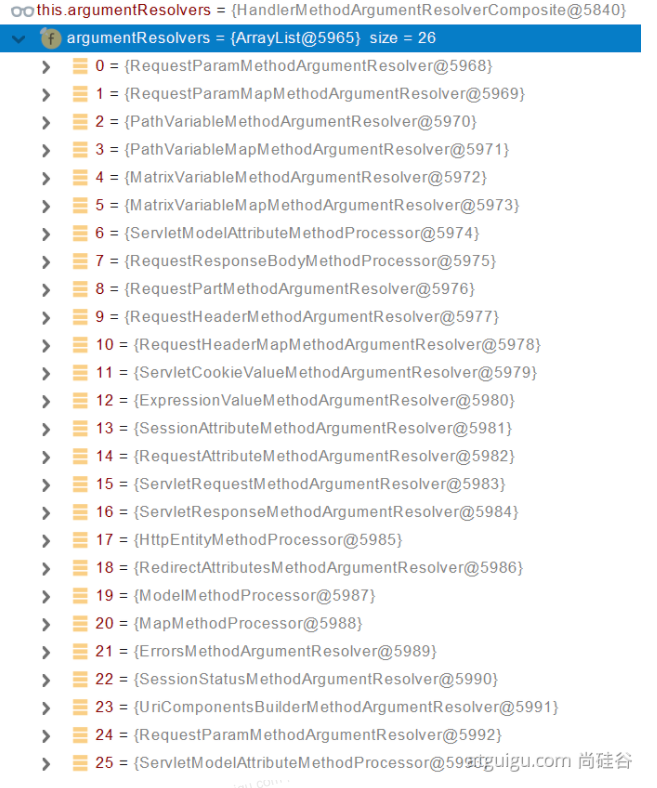 this.argumentResolvers = {HandlerMethodArgumentResolverComposite@5840}
f argumentResolvers = {ArrayList@5965} size = 26
0 = {RequestParamMethodArgumentResolver@5968}
1 = {RequestParamMapMethodArgumentResolver@5969}
2 = {PathVariableMethodArgumentResolver@5970}
3 = {PathVariableMapMethodArgumentResolver@5971}
4 = {MatrixVariableMethodArgumentResolver@5972}
5 = {MatrixVariableMapMethodArgumentResolver@5973}
6 = {ServletModelAttributeMethodProcessor@5974}
7 = {RequestResponseBodyMethodProcessor@5975}
8 = {RequestPartMethodArgumentResolver@5976}
9 = {RequestHeaderMethodArgumentResolver@5977}
10 = {RequestHeaderMapMethodArgumentResolver@5978}
11 = {ServletCookieValueMethodArgumentResolver@5979}
12 = {ExpressionValueMethodArgumentResolver@5980}
13 = {SessionAttributeMethodArgumentResolver@5981}
14 = {RequestAttributeMethodArgumentResolver@5982}
15 = {ServletRequestMethodArgumentResolver@5983}
16 = {ServletResponseMethodArgumentResolver@5984}
17 = {HttpEntityMethodProcessor@5985}
18 = {RedirectAttributesMethodArgumentResolver@5986}
19 = {ModelMethodProcessor@5987}
20 = {MapMethodProcessor@5988}
21 = {ErrorsMethodArgumentResolver@5989}
22 = {SessionStatusMethodArgumentResolver@5990}
23 = {UriComponentsBuilderMethodArgumentResolver@5991}
24 = {RequestParamMethodArgumentResolver@5992}
25 = {ServletModelAttributeMethodProcessor@599
atguigu.com 尚硅谷